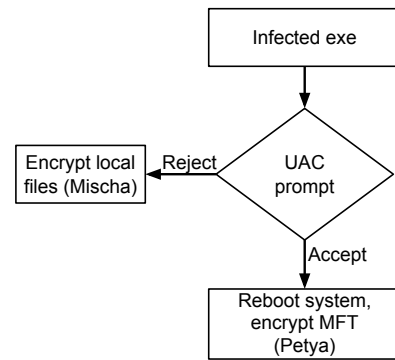 Infected exe
UAC
prompt
Reject
Encrypt local
files (Mischa)
Accept
Reboot system,
encrypt MFT
(Petya)